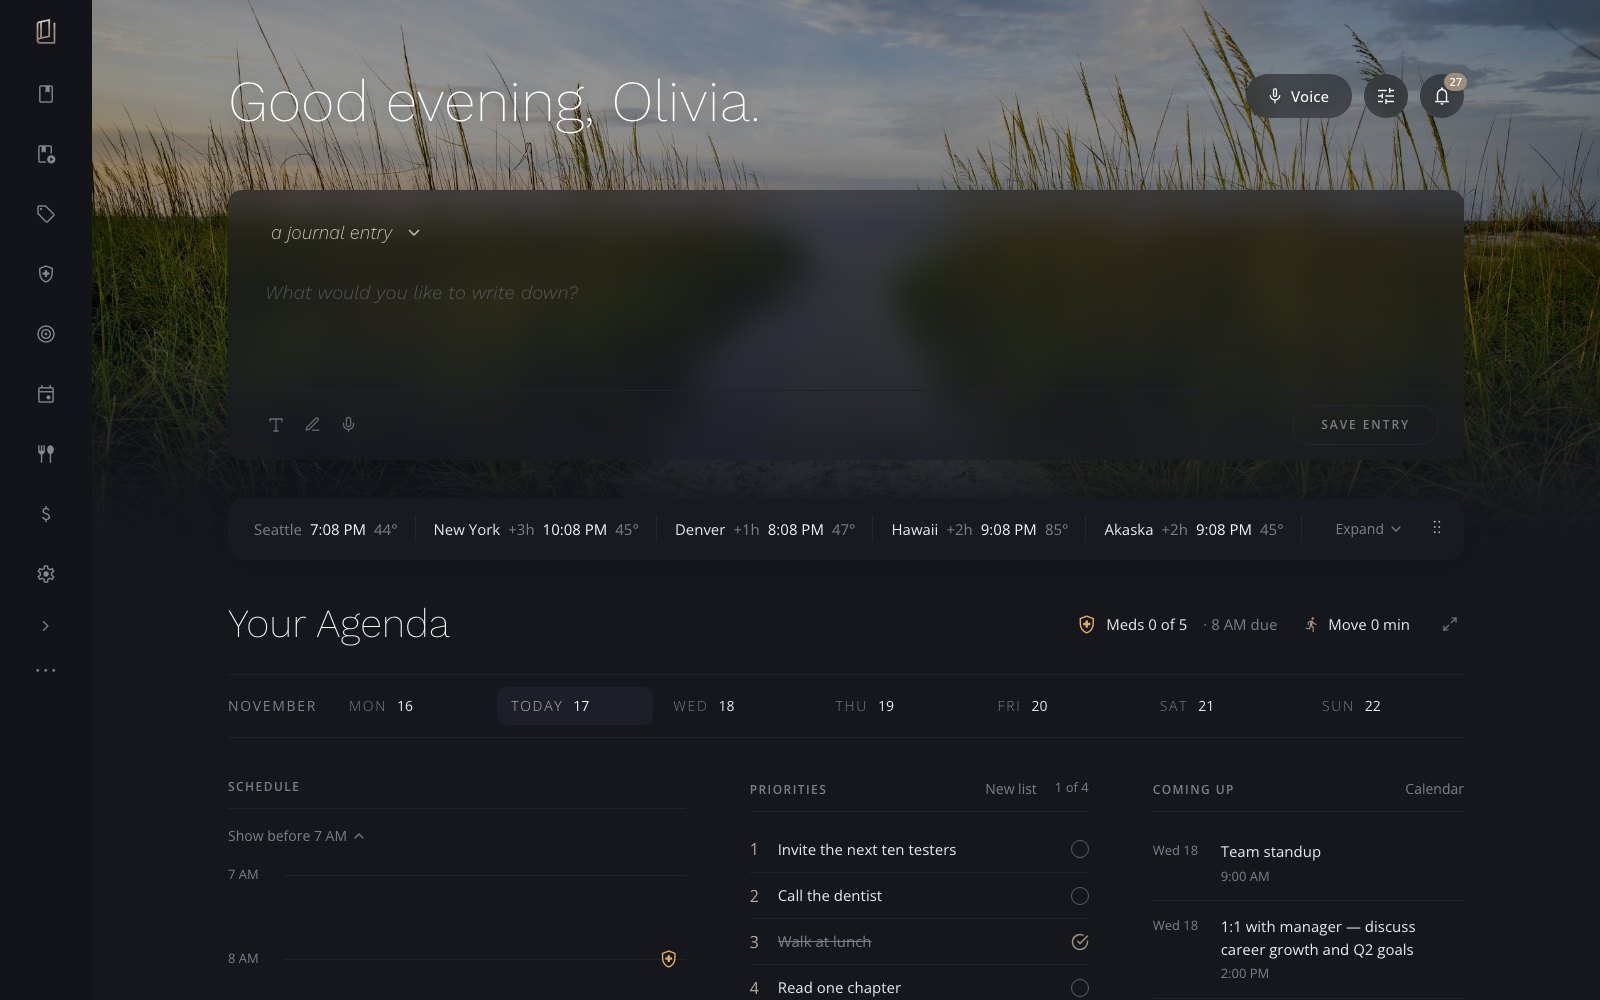 Good evening, Olivia.
Voice
27
a journal entry
What would you like to write down?
SAVE ENTRY
Seattle 7:08 PM 44° New York +3h 10:08 PM 45° Denver +1h 8:08 PM 47° Hawaii +2h 9:08 PM 85° Akaska +2h 9:08 PM 45° Expand
Your Agenda
Meds 0 of 5 · 8 AM due Move 0 min
NOVEMBER MON 16 TODAY 17 WED 18 THU 19 FRI 20 SAT 21 SUN 22
SCHEDULE
Show before 7 AM
7 AM
8 AM
PRIORITIES New list 1 of 4
1 Invite the next ten testers
2 Call the dentist
3 Walk at lunch
4 Read one chapter
COMING UP Calendar
Wed 18 Team standup
9:00 AM
Wed 18 1:1 with manager — discuss
career growth and Q2 goals
2:00 PM